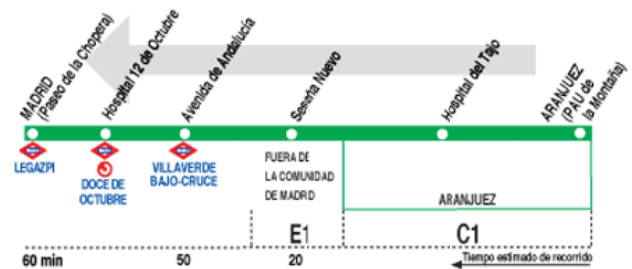 MADRID
(Paseo de la Chopera)
Hospital 12 de Octubre
Avenida de Andalucía
Seseña Nuevo
Hospital del Tajo
ARANJUEZ
(PAU de
la Montaña)
LEGAZPI
DOCE DE
OCTUBRE
VILLAVERDE
BAJO-CRUCE
FUERA DE
LA COMUNIDAD
DE MADRID
ARANJUEZ
E1
C1
60 min
50
20
Tiempo estimado de recorrido